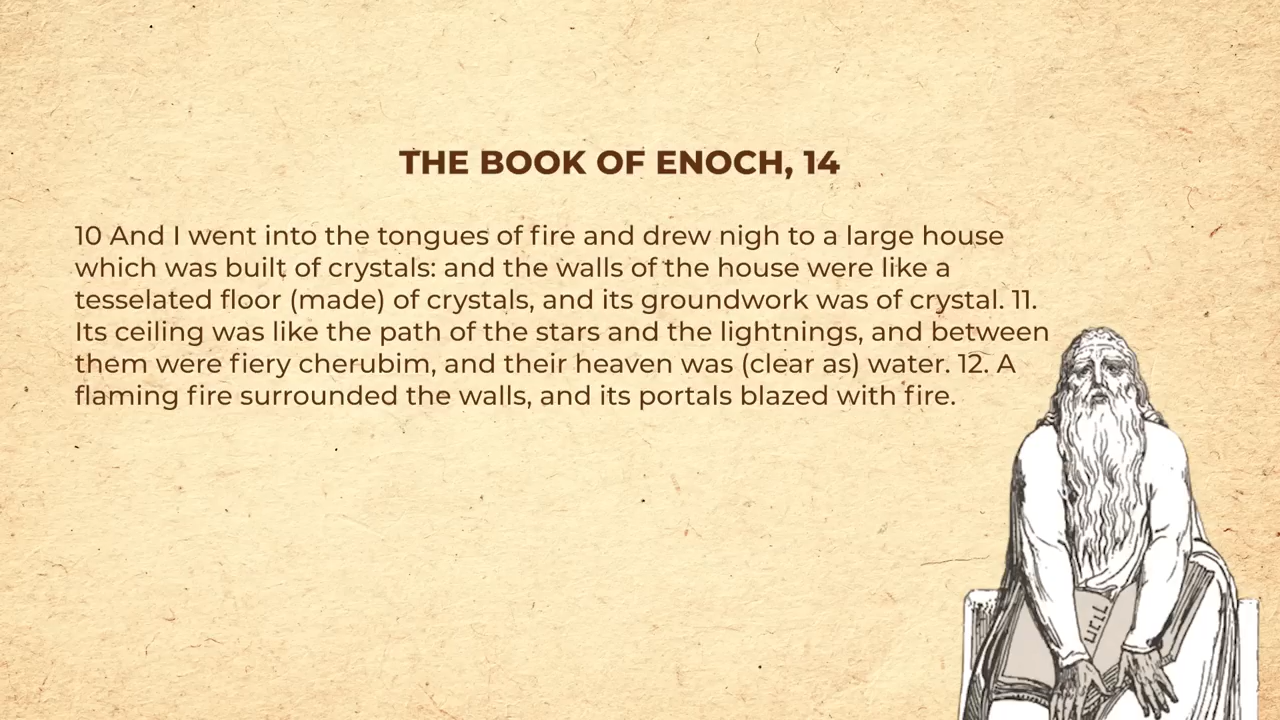 THE BOOK OF ENOCH, 14
10 And I went into the tongues of fire and drew nigh to a large house
which was built of crystals: and the walls of the house were like a
tesselated floor (made) of crystals, and its groundwork was of crystal. 11.
Its ceiling was like the path of the stars and the lightnings, and between
them were fiery cherubim, and their heaven was (clear as) water. 12. A
flaming fire surrounded the walls, and its portals blazed with fire.